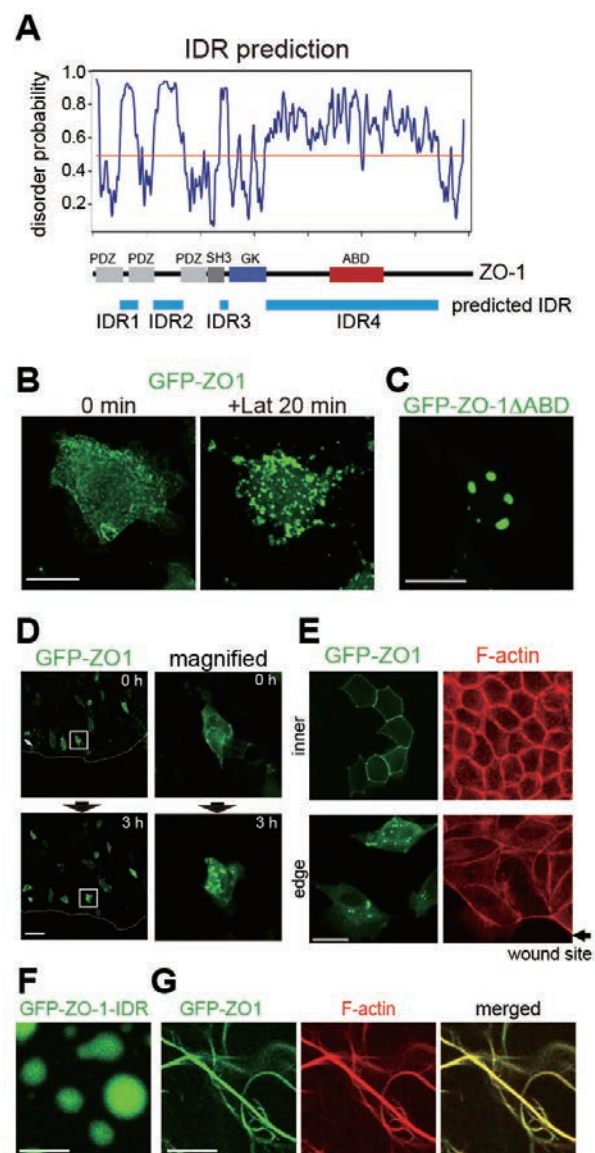 A
IDR prediction
disorder probability
1.0
0.8
0.6
0.4
0.2
PDZ PDZ PDZ SH3 GK ABD
ZO-1
predicted IDR
IDR1 IDR2 IDR3 IDR4
B
GFP-ZO1
0 min +Lat 20 min
C
GFP-ZO-1ΔABD
D
GFP-ZO1 magnified
0 h 0 h
3 h 3 h
E
GFP-ZO1 F-actin
inner
edge
wound site
F
GFP-ZO-1-IDR
G
GFP-ZO1 F-actin merged